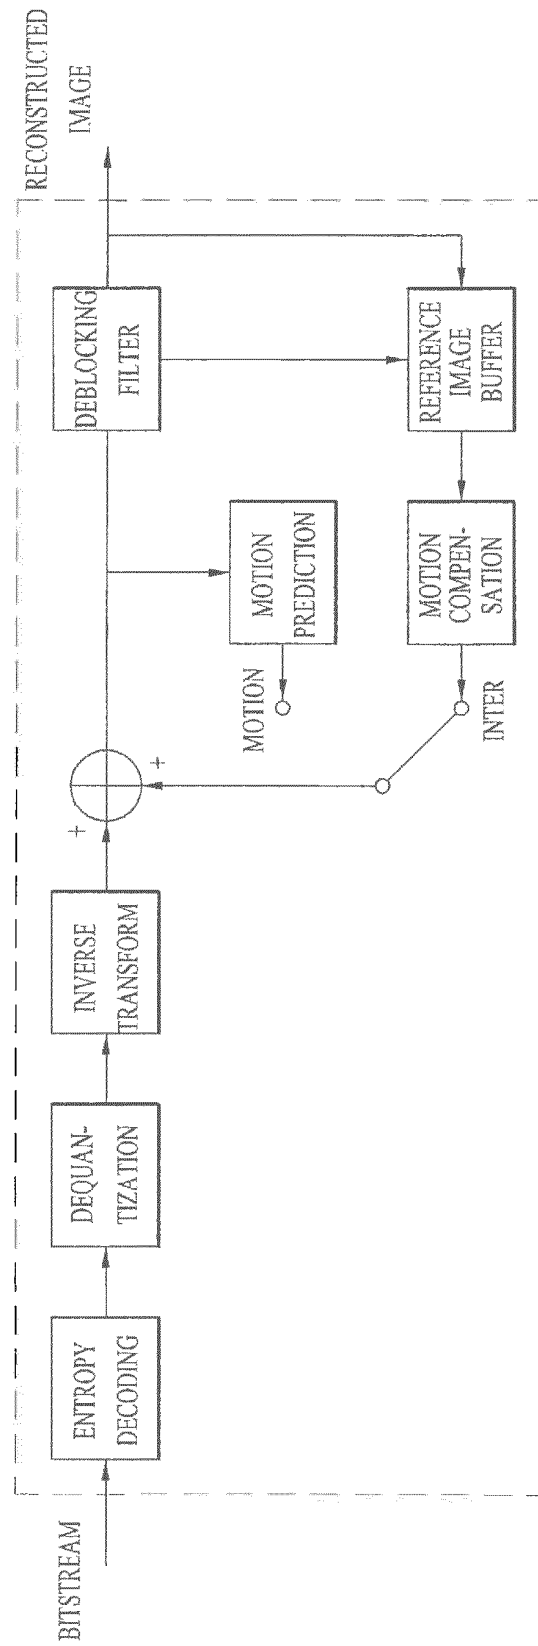 BITSTREAM
ENTROPY
DECODING
DEQUAN-
TIZATION
INVERSE
TRANSFORM
+
+
DEBLOCKING
FILTER
RECONSTRUCTED
IMAGE
MOTION
MOTION
PREDICTION
INTER
MOTION
COMPEN-
SATION
REFERENCE
IMAGE
BUFFER